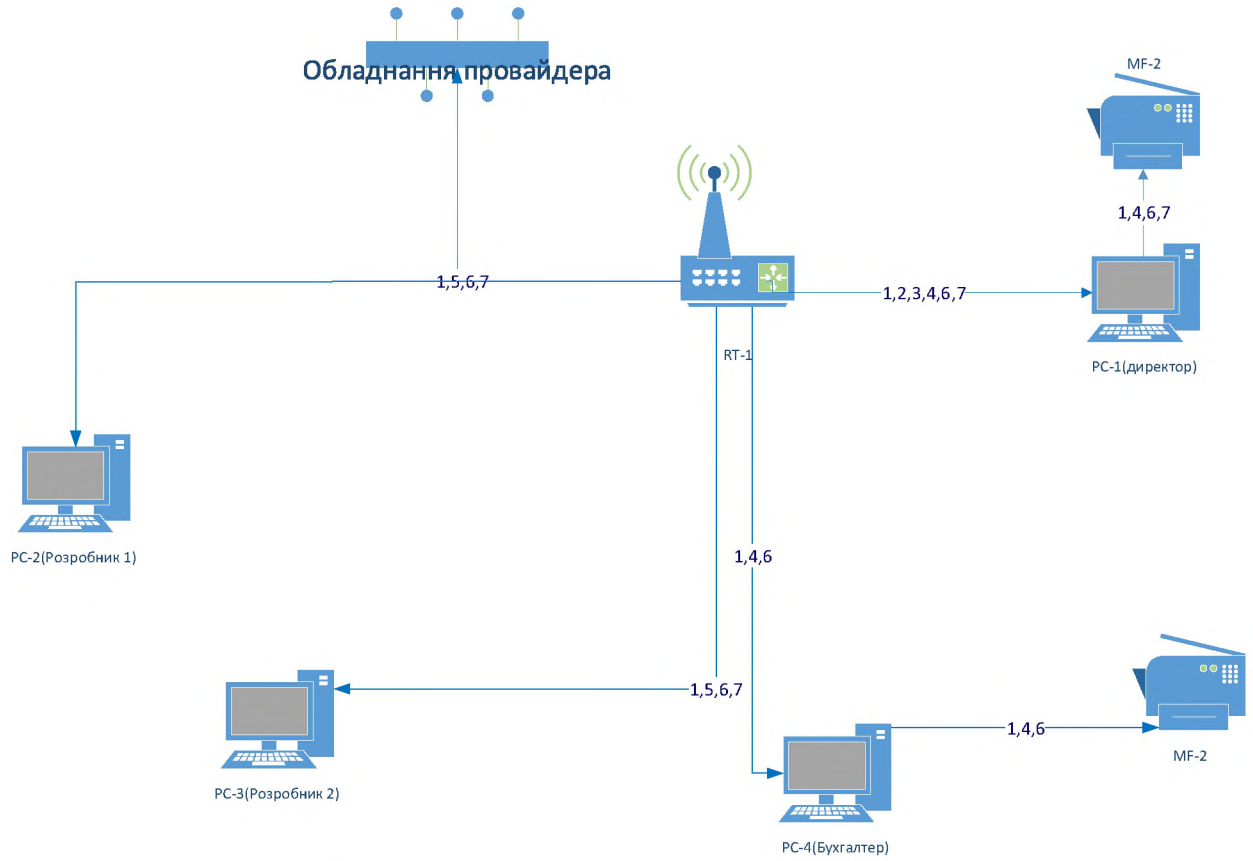 Обладнання провайдера
MF-2
1,4,6,7
1,5,6,7
1,2,3,4,6,7
RT-1
PC-1(директор)
PC-2(Розробник 1)
1,4,6
1,5,6,7
1,4,6
MF-2
PC-3(Розробник 2)
PC-4(Бухгалтер)